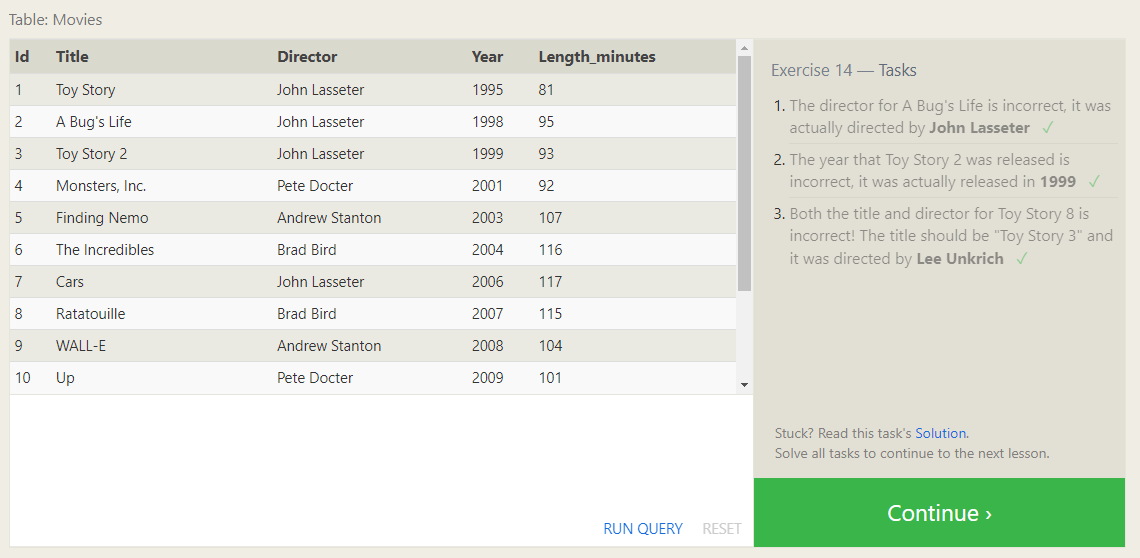 Table: Movies
Id Title Director Year Length_minutes
1 Toy Story John Lasseter 1995 81
2 A Bug's Life John Lasseter 1998 95
3 Toy Story 2 John Lasseter 1999 93
4 Monsters, Inc. Pete Docter 2001 92
5 Finding Nemo Andrew Stanton 2003 107
6 The Incredibles Brad Bird 2004 116
7 Cars John Lasseter 2006 117
8 Ratatouille Brad Bird 2007 115
9 WALL-E Andrew Stanton 2008 104
10 Up Pete Docter 2009 101
RUN QUERY RESET
Exercise 14 — Tasks
1. The director for A Bug's Life is incorrect, it was
actually directed by John Lasseter ✓
2. The year that Toy Story 2 was released is
incorrect, it was actually released in 1999 ✓
3. Both the title and director for Toy Story 8 is
incorrect! The title should be "Toy Story 3" and
it was directed by Lee Unkrich ✓
Stuck? Read this task's Solution.
Solve all tasks to continue to the next lesson.
Continue ›